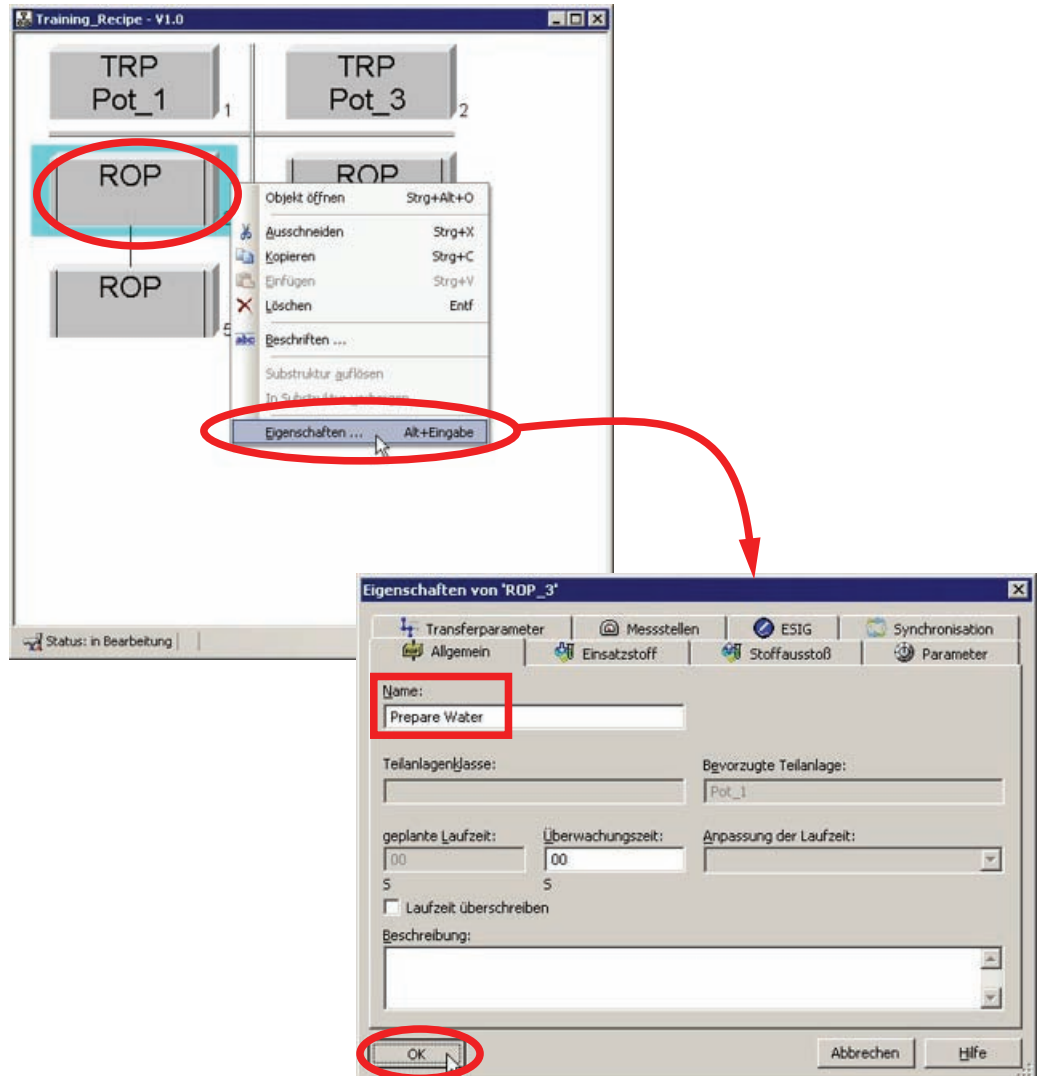 Training_Recipe - V1.0
TRP
Pot_1
1
TRP
Pot_3
2
ROP
ROP
ROP
5
Objekt öffnen Strg+Alt+O
Ausschneiden Strg+X
Kopieren Strg+C
Einfügen Strg+V
Löschen Entf
abc Beschriften ...
Substruktur auflösen
In Substruktur
Eigenschaften ... Alt+Eingabe
Status: in Bearbeitung
Eigenschaften von 'ROP_3'
Transferparameter Messstellen ESIG Synchronisation
Allgemein Einsatzstoff Stoffausstoß Parameter
Name:
Prepare Water
Teilanlagenklasse: Bevorzugte Teilanlage:
Pot_1
geplante Laufzeit: Überwachungszeit: Anpassung der Laufzeit:
00 00
S S
Laufzeit überschreiben
Beschreibung:
OK Abbrechen Hilfe